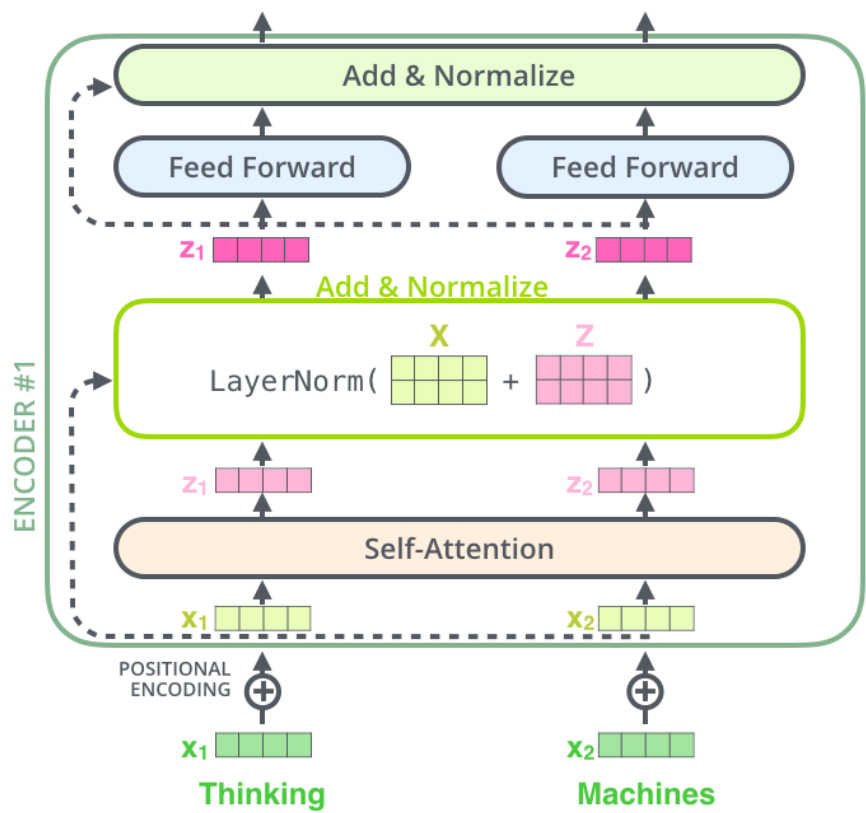 Add & Normalize
Feed Forward
Feed Forward
z1
z2
Add & Normalize
X
Z
LayerNorm( + )
ENCODER #1
z1
z2
Self-Attention
x1
x2
POSITIONAL
ENCODING
+
+
x1
x2
Thinking
Machines